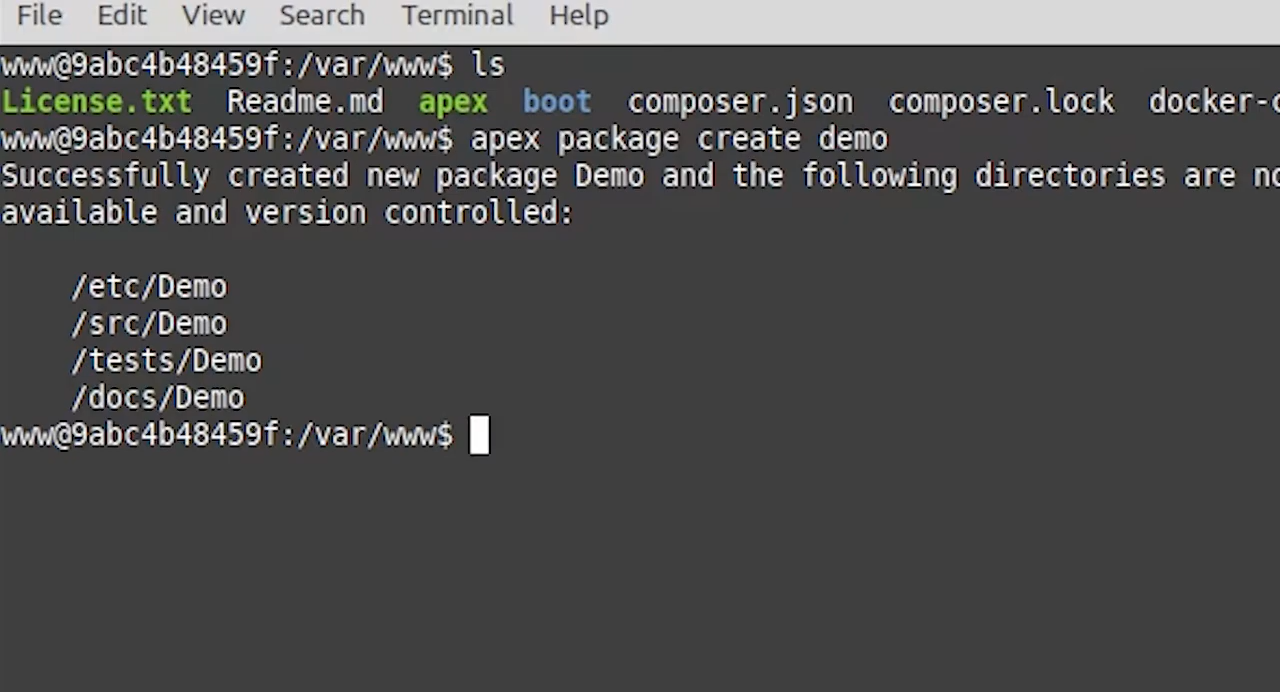 File Edit View Search Terminal Help
www@9abc4b48459f:/var/www$ ls
License.txt Readme.md apex boot composer.json composer.lock docker-c
www@9abc4b48459f:/var/www$ apex package create demo
Successfully created new package Demo and the following directories are no
available and version controlled:
/etc/Demo
/src/Demo
/tests/Demo
/docs/Demo
www@9abc4b48459f:/var/www$